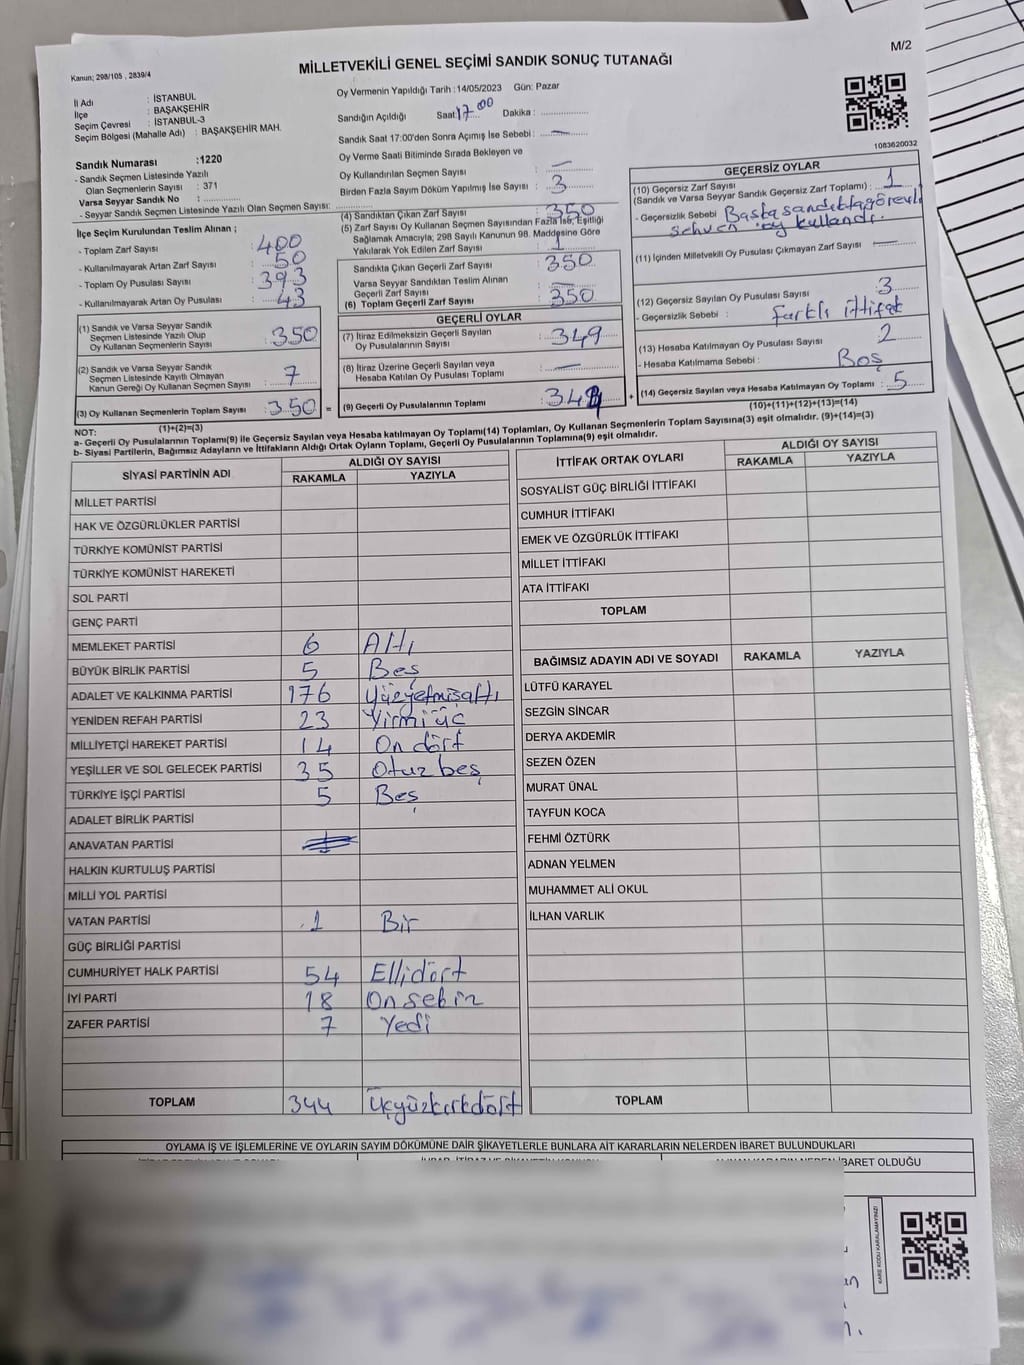 M/2
Kanun; 298/105 , 2839/4
MİLLETVEKİLİ GENEL SEÇİMİ SANDIK SONUÇ TUTANAĞI
İl Adı : İSTANBUL
İlçe : BAŞAKŞEHİR
Seçim Çevresi : İSTANBUL-3
Seçim Bölgesi (Mahalle Adı) : BAŞAKŞEHİR MAH.
Sandık Numarası :1220
- Sandık Seçmen Listesinde Yazılı
Olan Seçmenlerin Sayısı : 371
Varsa Seyyar Sandık No :
- Seyyar Sandık Seçmen Listesinde Yazılı Olan Seçmen Sayısı:
İlçe Seçim Kurulundan Teslim Alınan ;
- Toplam Zarf Sayısı : 400
- Kullanılmayarak Artan Zarf Sayısı : 50
- Toplam Oy Pusulası : 393
- Kullanılmayarak Artan Oy Pusulası : 43
(1) Sandık ve Varsa Seyyar Sandık
Seçmen Listesinde Yazılı Olup
Oy Kullanan Seçmenlerin Sayısı : 350
(2) Sandık ve Varsa Seyyar Sandık
Seçmen Listesinde Kayıtlı Olmayan
Kanun Gereği Oy Kullanan Seçmen Sayısı : 7
(3) Oy Kullanan Seçmenlerin Toplam Sayısı : 350 =
(1)+(2)=(3)
Oy Vermenin Yapıldığı Tarih : 14/05/2023 Gün: Pazar
Sandığın Açıldığı Saat: 17.00 Dakika :
Sandık Saat 17:00'den Sonra Açılmış İse Sebebi : —
Oy Verme Saati Bitiminde Sırada Bekleyen ve
Oy Kullandırılan Seçmen Sayısı : —
Birden Fazla Sayım Döküm Yapılmış İse Sayısı : 3
(4) Sandıktan Çıkan Zarf Sayısı : 350
(5) Zarf Sayısı Oy Kullanan Seçmen Sayısından Fazla İse, Eşitliği
Sağlamak Amacıyla, 298 Sayılı Kanunun 98. Maddesine Göre
Yakılarak Yok Edilen Zarf Sayısı : 1
Sandıkta Çıkan Geçerli Zarf Sayısı : 350
Varsa Seyyar Sandıktan Teslim Alınan
Geçerli Zarf Sayısı : —
(6) Toplam Geçerli Zarf Sayısı : 350
GEÇERLİ OYLAR
(7) İtiraz Edilmeksizin Geçerli Sayılan
Oy Pusulalarının Sayısı : 349
(8) İtiraz Üzerine Geçerli Sayılan veya
Hesaba Katılan Oy Pusulası Toplamı : —
(9) Geçerli Oy Pusulalarının Toplamı : +
1083620032
GEÇERSİZ OYLAR
(10) Geçersiz Zarf Sayısı
(Sandık ve Varsa Seyyar Sandık Geçersiz Zarf Toplamı) : 1
- Geçersizlik Sebebi : Başka sandıkta görevli
sehven oy kullandı.
(11) İçinden Milletvekili Oy Pusulası Çıkmayan Zarf Sayısı : —
(12) Geçersiz Sayılan Oy Pusulası Sayısı : 3
- Geçersizlik Sebebi : farklı ittifak
(13) Hesaba Katılmayan Oy Pusulası Sayısı : 2
- Hesaba Katılmama Sebebi : Boş
(14) Geçersiz Sayılan veya Hesaba Katılmayan Oy Toplamı : 5
(10)+(11)+(12)+(13)=(14)
NOT:
a- Geçerli Oy Pusulalarının Toplamı(9) ile Geçersiz Sayılan veya Hesaba katılmayan Oy Toplamı(14) Toplamları, Oy Kullanan Seçmenlerin Toplam Sayısına(3) eşit olmalıdır. (9)+(14)=(3)
b- Siyasi Partilerin, Bağımsız Adayların ve İttifakların Aldığı Ortak Oyların Toplamı, Geçerli Oy Pusulalarının Toplamına(9) eşit olmalıdır.
SİYASİ PARTİNİN ADI ALDIĞI OY SAYISI
RAKAMLA YAZIYLA
MİLLET PARTİSİ
HAK VE ÖZGÜRLÜKLER PARTİSİ
TÜRKİYE KOMÜNİST PARTİSİ
TÜRKİYE KOMÜNİST HAREKETİ
SOL PARTİ
GENÇ PARTİ
MEMLEKET PARTİSİ 6 Altı
BÜYÜK BİRLİK PARTİSİ 5 Beş
ADALET VE KALKINMA PARTİSİ 176 Yüzyetmişaltı
YENİDEN REFAH PARTİSİ 23 Yirmi üç
MİLLİYETÇİ HAREKET PARTİSİ 14 On dört
YEŞİLLER VE SOL GELECEK PARTİSİ 35 Otuz beş
TÜRKİYE İŞÇİ PARTİSİ 5 Beş
ADALET BİRLİK PARTİSİ
ANAVATAN PARTİSİ
HALKIN KURTULUŞ PARTİSİ
MİLLİ YOL PARTİSİ
VATAN PARTİSİ 1 Bir
GÜÇ BİRLİĞİ PARTİSİ
CUMHURİYET HALK PARTİSİ 54 Ellidört
İYİ PARTİ 18 Onsekiz
ZAFER PARTİSİ 7 Yedi
TOPLAM 344 Üçyüzkırkdört
İTTİFAK ORTAK OYLARI ALDIĞI OY SAYISI
RAKAMLA YAZIYLA
SOSYALİST GÜÇ BİRLİĞİ İTTİFAKI
CUMHUR İTTİFAKI
EMEK VE ÖZGÜRLÜK İTTİFAKI
MİLLET İTTİFAKI
ATA İTTİFAKI
TOPLAM
BAĞIMSIZ ADAYIN ADI VE SOYADI RAKAMLA YAZIYLA
LÜTFÜ KARAYEL
SEZGİN SİNCAR
DERYA AKDEMİR
SEZEN ÖZEN
MURAT ÜNAL
TAYFUN KOCA
FEHMİ ÖZTÜRK
ADNAN YELMEN
MUHAMMET ALİ OKUL
İLHAN VARLIK
TOPLAM
OYLAMA İŞ VE İŞLEMLERİNE VE OYLARIN SAYIM DÖKÜMÜNE DAİR ŞİKAYETLERLE BUNLARA AİT KARARLARIN NELERDEN İBARET BULUNDUKLARI
İBARET OLDUĞU
KARE KODU KARALAMAYINIZ!